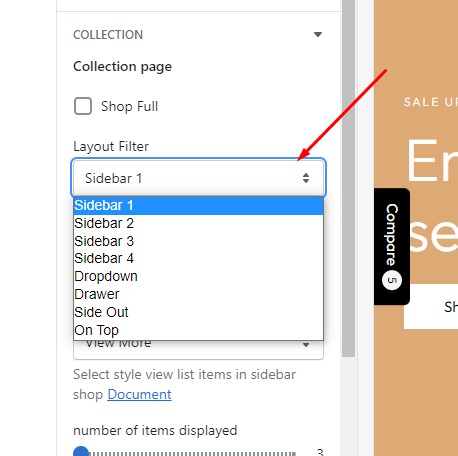 COLLECTION
Collection page
Shop Full
Layout Filter
Sidebar 1
Sidebar 1
Sidebar 2
Sidebar 3
Sidebar 4
Dropdown
Drawer
Side Out
On Top
View More
Select style view list items in sidebar
shop Document
number of items displayed
3
SALE U
En
se
Compare 5
Sh